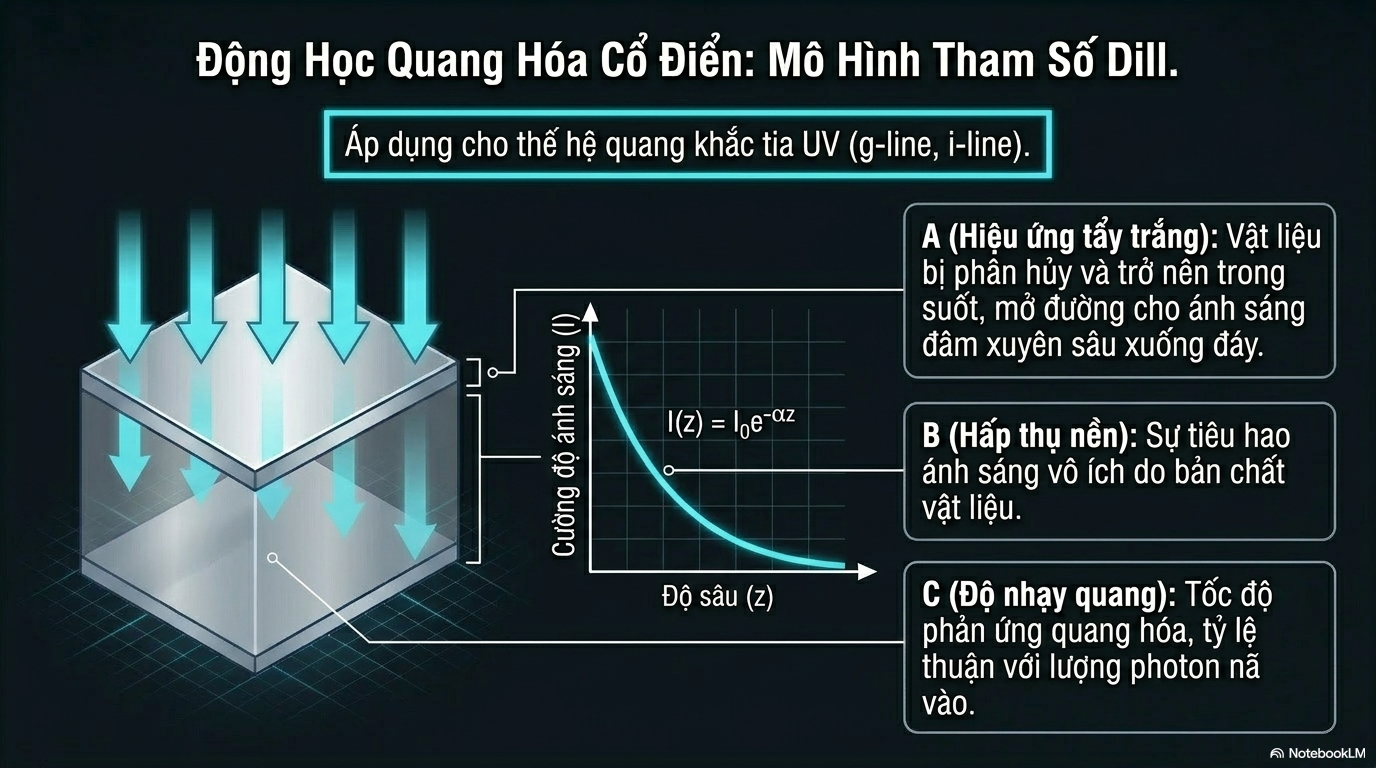 Động Học Quang Hóa Cổ Điển: Mô Hình Tham Số Dill.
Áp dụng cho thế hệ quang khắc tia UV (g-line, i-line).
A (Hiệu ứng tẩy trắng): Vật liệu
bị phân hủy và trở nên trong
suốt, mở đường cho ánh sáng
đâm xuyên sâu xuống đáy.
Cường độ ánh sáng (I)
I(z) = I₀e^-αz
Độ sâu (z)
B (Hấp thụ nền): Sự tiêu hao
ánh sáng vô ích do bản chất
vật liệu.
C (Độ nhạy quang): Tốc độ
phản ứng quang hóa, tỷ lệ
thuận với lượng photon nã
vào.
NotebookLM